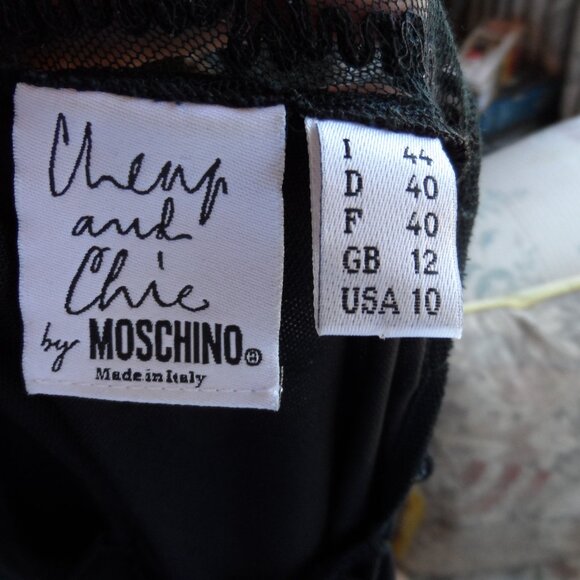 Cheap
and
Chic
by MOSCHINO®
Made in Italy
I 44
D 40
F 40
GB 12
USA 10